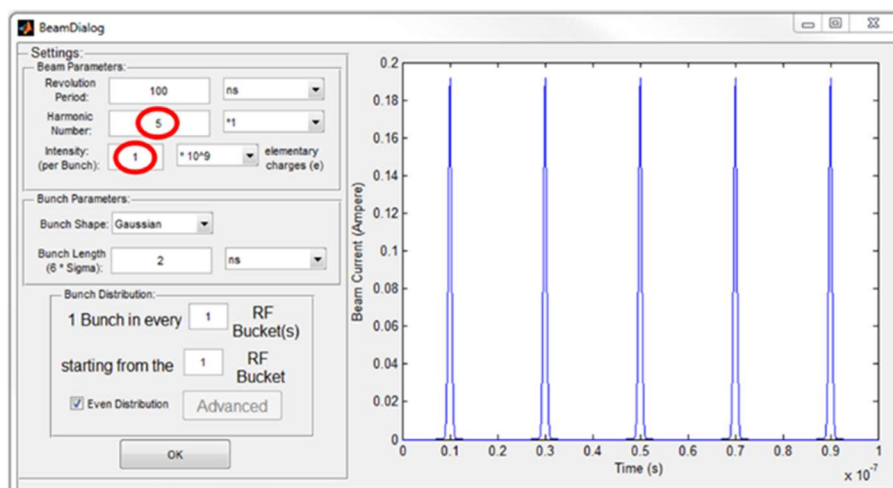 BeamDialog
Settings:
Beam Parameters:
Revolution Period: 100 ns
Harmonic Number: 5 *1
Intensity: (per Bunch): 1 * 10^9 elementary charges (e)
Bunch Parameters:
Bunch Shape: Gaussian
Bunch Length (6 * Sigma): 2 ns
Bunch Distribution:
1 Bunch in every 1 RF Bucket(s)
starting from the 1 RF Bucket
Even Distribution Advanced
OK
Beam Current (Ampere)
0.2
0.18
0.16
0.14
0.12
0.1
0.08
0.06
0.04
0.02
0
0 0.1 0.2 0.3 0.4 0.5 0.6 0.7 0.8 0.9 1
Time (s)
x 10^-7